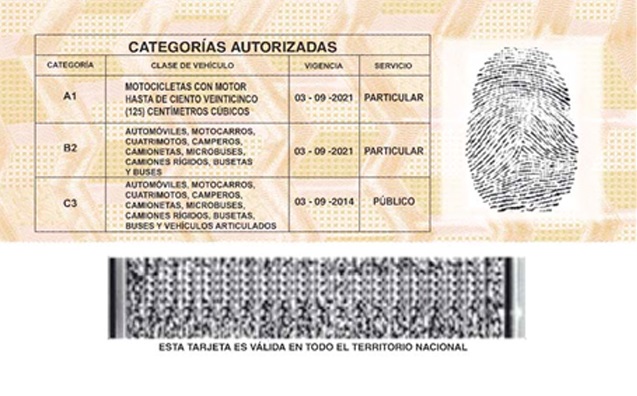 CATEGORÍAS AUTORIZADAS
CATEGORÍA CLASE DE VEHÍCULO VIGENCIA SERVICIO
A1 MOTOCICLETAS CON MOTOR HASTA DE CIENTO VEINTICINCO (125) CENTÍMETROS CÚBICOS 03 - 09 -2021 PARTICULAR
B2 AUTOMÓVILES, MOTOCARROS, CUATRIMOTOS, CAMPEROS, CAMIONETAS, MICROBUSES, CAMIONES RÍGIDOS, BUSETAS Y BUSES 03 - 09 -2021 PARTICULAR
C3 AUTOMÓVILES, MOTOCARROS, CUATRIMOTOS, CAMPEROS, CAMIONETAS, MICROBUSES, CAMIONES RÍGIDOS, BUSETAS, BUSES Y VEHÍCULOS ARTICULADOS 03 - 09 -2014 PÚBLICO
ESTA TARJETA ES VÁLIDA EN TODO EL TERRITORIO NACIONAL